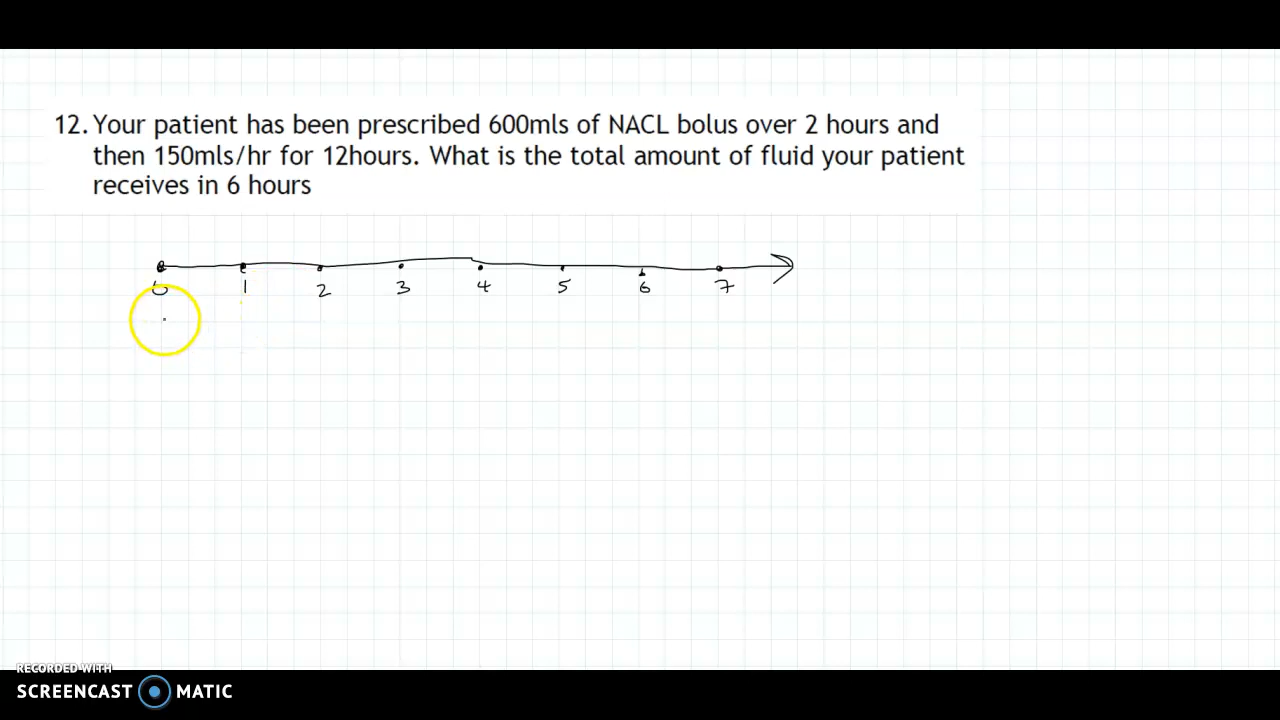 12. Your patient has been prescribed 600mls of NACL bolus over 2 hours and
then 150mls/hr for 12hours. What is the total amount of fluid your patient
receives in 6 hours
0 1 2 3 4 5 6 7
RECORDED WITH
SCREENCAST MATIC